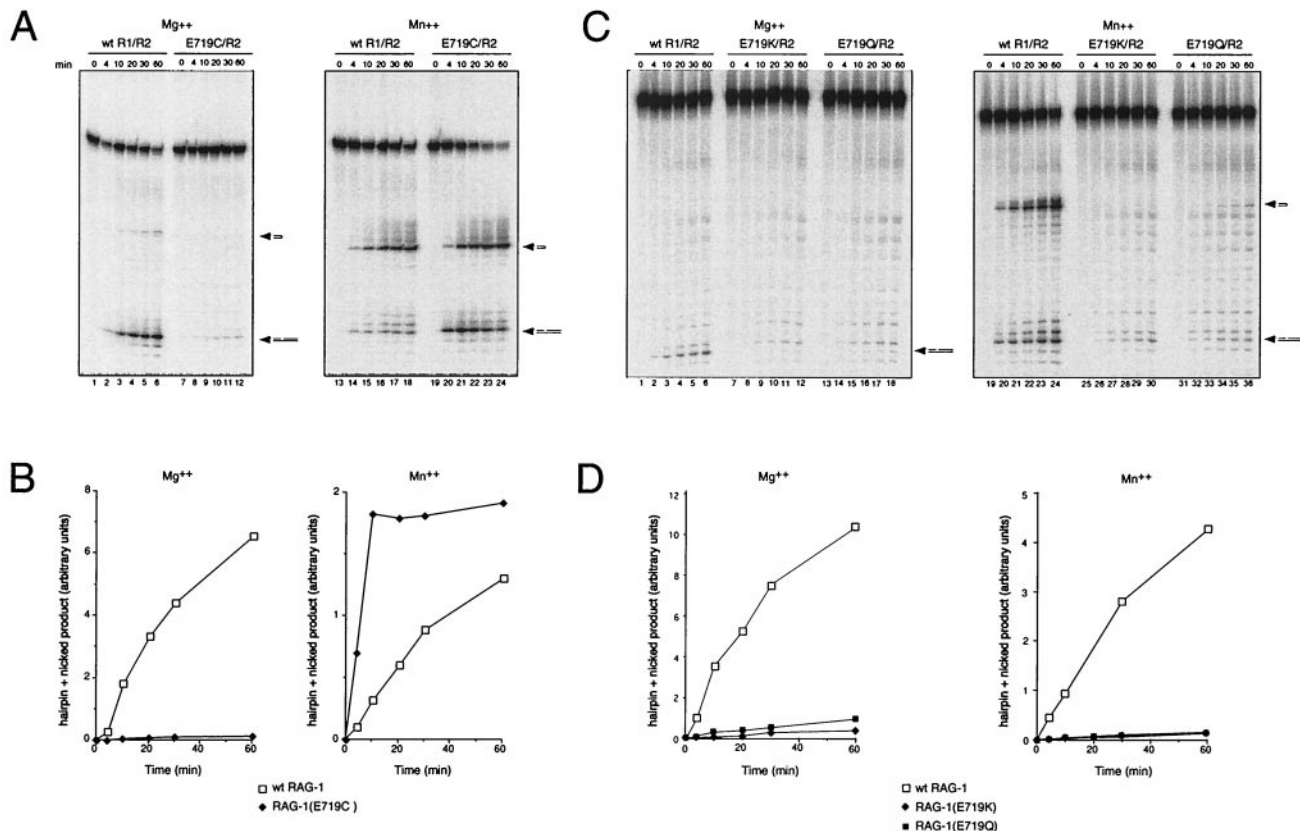 A
Mg++
wt R1/R2 E719C/R2
min 0 4 10 20 30 60 0 4 10 20 30 60
1 2 3 4 5 6 7 8 9 10 11 12
Mn++
wt R1/R2 E719C/R2
0 4 10 20 30 60 0 4 10 20 30 60
13 14 15 16 17 18 19 20 21 22 23 24
C
Mg++
wt R1/R2 E719K/R2 E719Q/R2
0 4 10 20 30 60 0 4 10 20 30 60 0 4 10 20 30 60
1 2 3 4 5 6 7 8 9 10 11 12 13 14 15 16 17 18
Mn++
wt R1/R2 E719K/R2 E719Q/R2
0 4 10 20 30 60 0 4 10 20 30 60 0 4 10 20 30 60
19 20 21 22 23 24 25 26 27 28 29 30 31 32 33 34 35 36
B
Mg++
hairpin + nicked product (arbitrary units)
8
6
4
2
0
0 20 40 60
Time (min)
Mn++
hairpin + nicked product (arbitrary units)
2
1
0
0 20 40 60
Time (min)
wt RAG-1
RAG-1(E719C )
D
Mg++
hairpin + nicked product (arbitrary units)
12
10
8
6
4
2
0
0 20 40 60
Time (min)
Mn++
hairpin + nicked product (arbitrary units)
5
4
3
2
1
0
0 20 40 60
Time (min)
wt RAG-1
RAG-1(E719K)
RAG-1(E719Q)